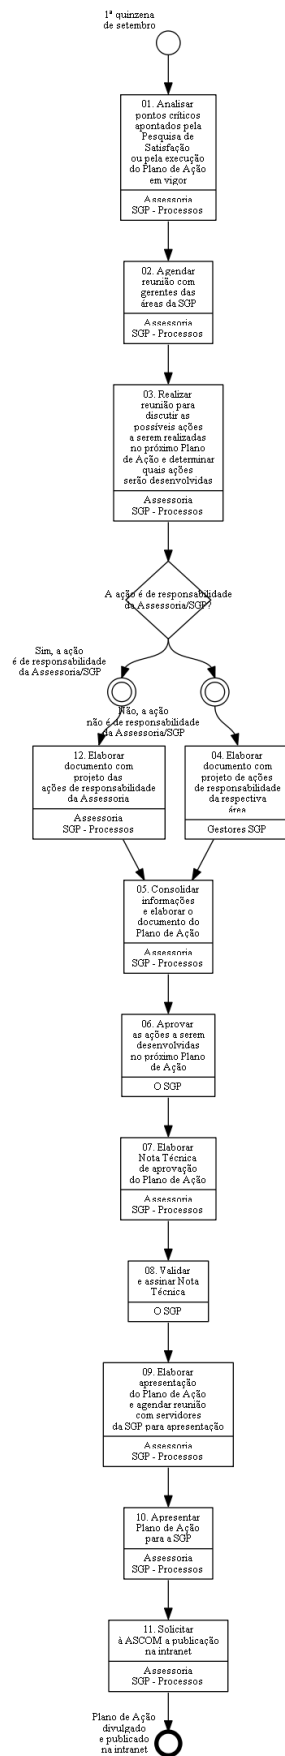 1ª quinzena
de setembro
01. Analisar
pontos críticos
apontados pela
Pesquisa de
Satisfação
ou pela execução
do Plano de Ação
em vigor
Assessoria
SGP - Processos
02. Agendar
reunião com
gerentes das
áreas da SGP
Assessoria
SGP - Processos
03. Realizar
reunião para
discutir as
possíveis ações
a serem realizadas
no próximo Plano
de Ação e determinar
quais ações
serão desenvolvidas
Assessoria
SGP - Processos
A ação é de responsabilidade
da Assessoria/SGP?
Sim, a ação
é de responsabilidade
da Assessoria/SGP
Não, a ação
não é de responsabilidade
da Assessoria/SGP
12. Elaborar
documento com
projeto das
ações de responsabilidade
da Assessoria
Assessoria
SGP - Processos
04. Elaborar
documento com
projeto de ações
de responsabilidade
da respectiva
área
Gestores SGP
05. Consolidar
informações
e elaborar o
documento do
Plano de Ação
Assessoria
SGP - Processos
06. Aprovar
as ações a serem
desenvolvidas
no próximo Plano
de Ação
O SGP
07. Elaborar
Nota Técnica
de aprovação
do Plano de Ação
Assessoria
SGP - Processos
08. Validar
e assinar Nota
Técnica
O SGP
09. Elaborar
apresentação
do Plano de Ação
e agendar reunião
com servidores
da SGP para apresentação
Assessoria
SGP - Processos
10. Apresentar
Plano de Ação
para a SGP
Assessoria
SGP - Processos
11. Solicitar
à ASCOM a publicação
na intranet
Assessoria
SGP - Processos
Plano de Ação
divulgado
e publicado
na intranet